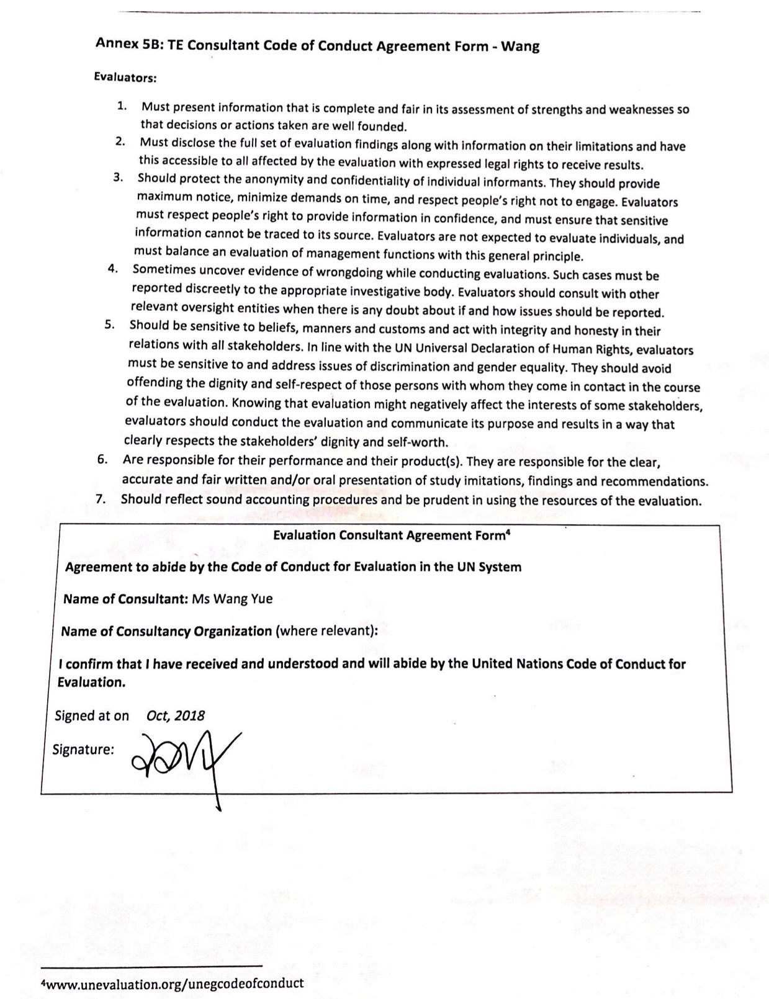 Annex 5B: TE Consultant Code of Conduct Agreement Form - Wang
Evaluators:
1. Must present information that is complete and fair in its assessment of strengths and weaknesses so
that decisions or actions taken are well founded.
2. Must disclose the full set of evaluation findings along with information on their limitations and have
this accessible to all affected by the evaluation with expressed legal rights to receive results.
3. Should protect the anonymity and confidentiality of individual informants. They should provide
maximum notice, minimize demands on time, and respect people's right not to engage. Evaluators
must respect people's right to provide information in confidence, and must ensure that sensitive
information cannot be traced to its source. Evaluators are not expected to evaluate individuals, and
must balance an evaluation of management functions with this general principle.
4. Sometimes uncover evidence of wrongdoing while conducting evaluations. Such cases must be
reported discreetly to the appropriate investigative body. Evaluators should consult with other
relevant oversight entities when there is any doubt about if and how issues should be reported.
5. Should be sensitive to beliefs, manners and customs and act with integrity and honesty in their
relations with all stakeholders. In line with the UN Universal Declaration of Human Rights, evaluators
must be sensitive to and address issues of discrimination and gender equality. They should avoid
offending the dignity and self-respect of those persons with whom they come in contact in the course
of the evaluation. Knowing that evaluation might negatively affect the interests of some stakeholders,
evaluators should conduct the evaluation and communicate its purpose and results in a way that
clearly respects the stakeholders' dignity and self-worth.
6. Are responsible for their performance and their product(s). They are responsible for the clear,
accurate and fair written and/or oral presentation of study imitations, findings and recommendations.
7. Should reflect sound accounting procedures and be prudent in using the resources of the evaluation.
Evaluation Consultant Agreement Form⁴
Agreement to abide by the Code of Conduct for Evaluation in the UN System
Name of Consultant: Ms Wang Yue
Name of Consultancy Organization (where relevant):
I confirm that I have received and understood and will abide by the United Nations Code of Conduct for
Evaluation.
Signed at on Oct, 2018
Signature:
⁴www.unevaluation.org/unegcodeofconduct